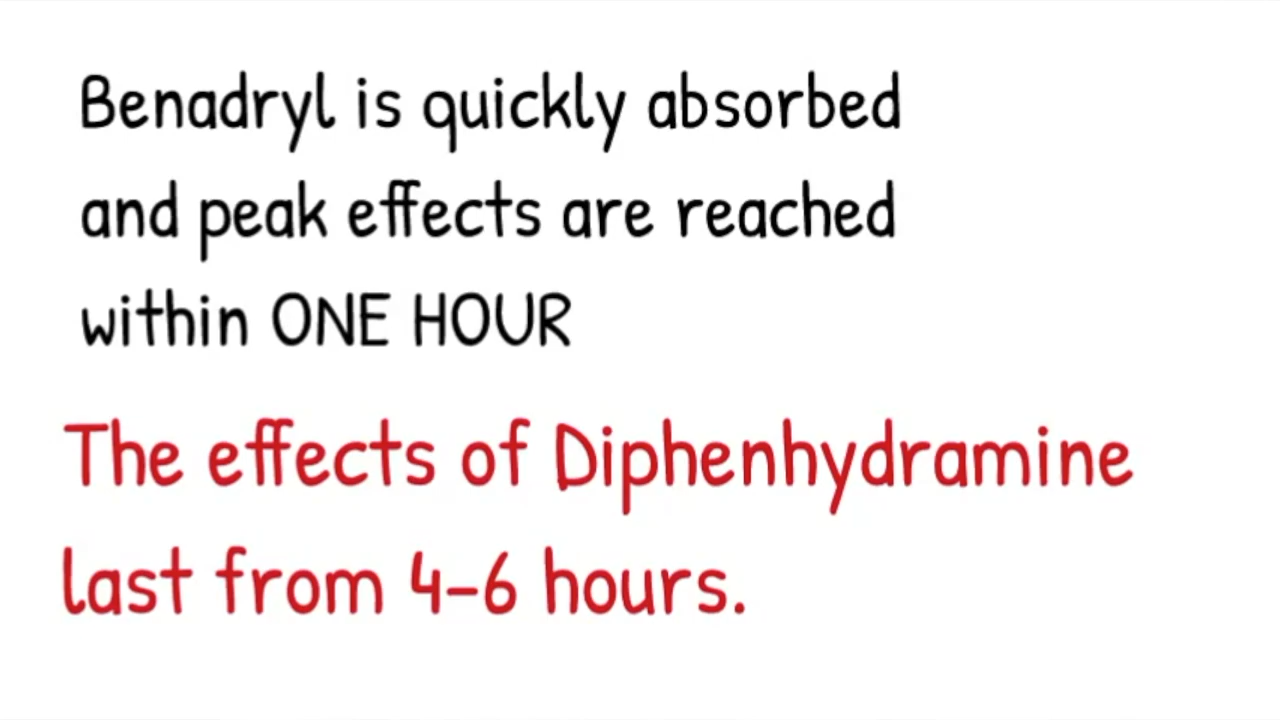 Benadryl is quickly absorbed
and peak effects are reached
within ONE HOUR
The effects of Diphenhydramine
last from 4-6 hours.